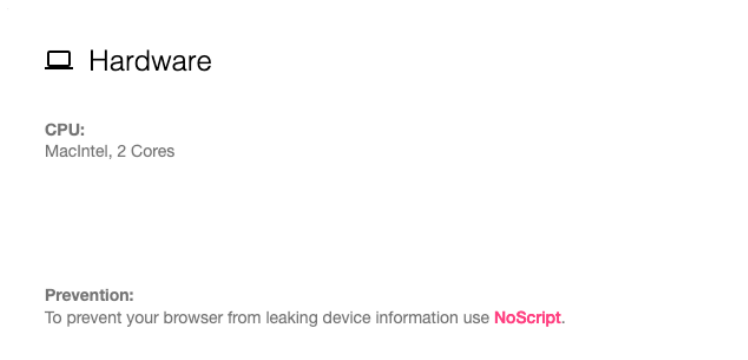 Hardware
CPU:
MacIntel, 2 Cores
Prevention:
To prevent your browser from leaking device information use NoScript.